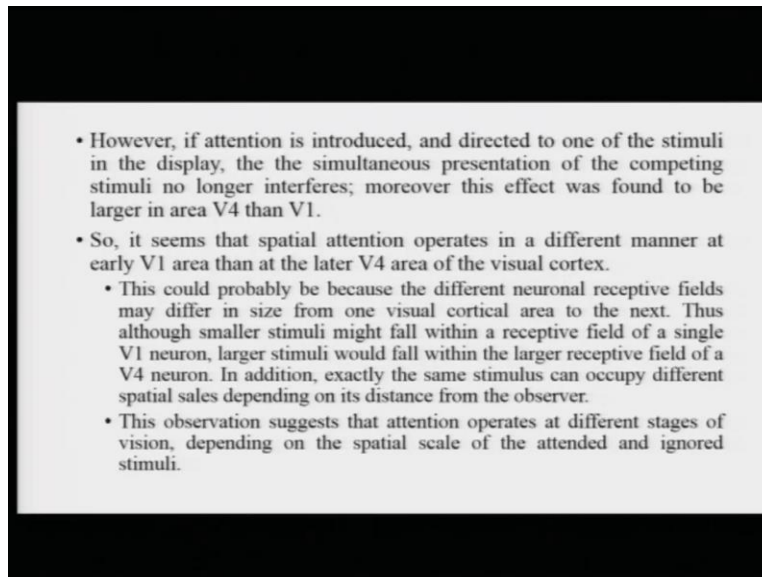 • However, if attention is introduced, and directed to one of the stimuli
in the display, the the simultaneous presentation of the competing
stimuli no longer interferes; moreover this effect was found to be
larger in area V4 than V1.
• So, it seems that spatial attention operates in a different manner at
early V1 area than at the later V4 area of the visual cortex.
• This could probably be because the different neuronal receptive fields
may differ in size from one visual cortical area to the next. Thus
although smaller stimuli might fall within a receptive field of a single
V1 neuron, larger stimuli would fall within the larger receptive field of a
V4 neuron. In addition, exactly the same stimulus can occupy different
spatial sales depending on its distance from the observer.
• This observation suggests that attention operates at different stages of
vision, depending on the spatial scale of the attended and ignored
stimuli.